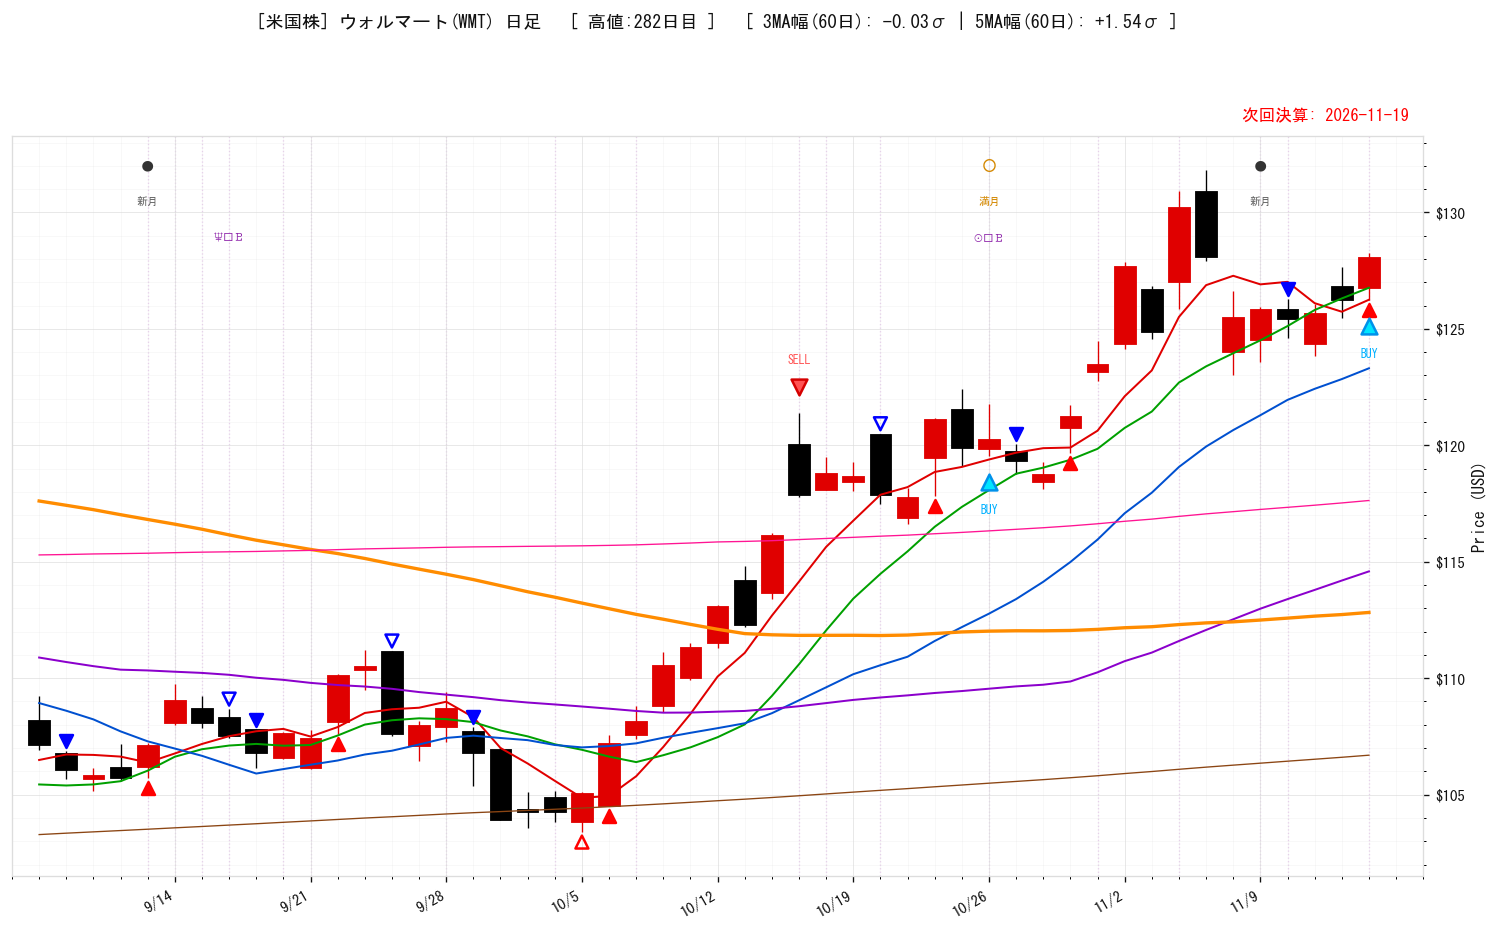 [米国株] ウォルマート(WMT) 日足   [ 高値:282日目 ]   [ 3MA幅(60日): -0.03σ | 5MA幅(60日): +1.54σ ]
次回決算: 2026-11-19
新月
満月
新月
Ψ□B
☉□B
$130
$125
$120
$115
$110
$105
Price (USD)
SELL
BUY
BUY
9/14
9/21
9/28
10/5
10/12
10/19
10/26
11/2
11/9